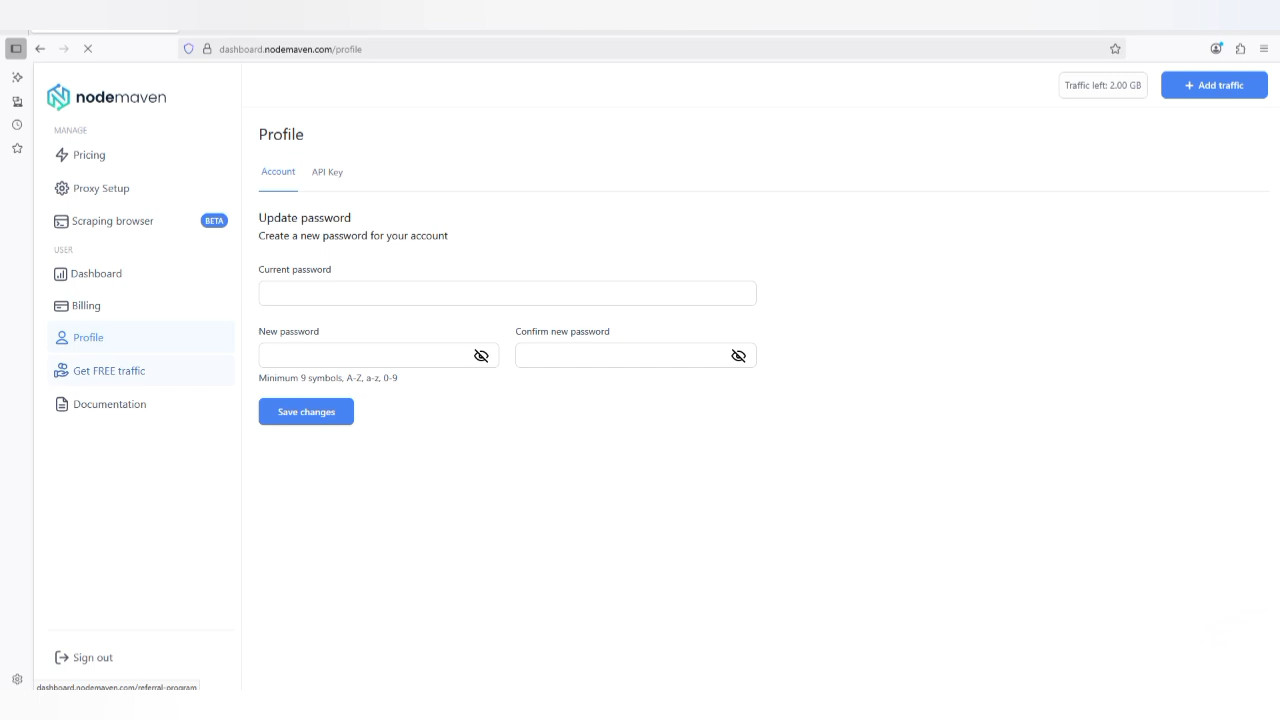 dashboard.nodemaven.com/profile
nodemaven
Traffic left: 2.00 GB
+ Add traffic
MANAGE
Pricing
Proxy Setup
Scraping browser BETA
USER
Dashboard
Billing
Profile
Get FREE traffic
Documentation
Sign out
Profile
Account API Key
Update password
Create a new password for your account
Current password
New password Confirm new password
Minimum 9 symbols, A-Z, a-z, 0-9
Save changes
dashboard.nodemaven.com/referral-program